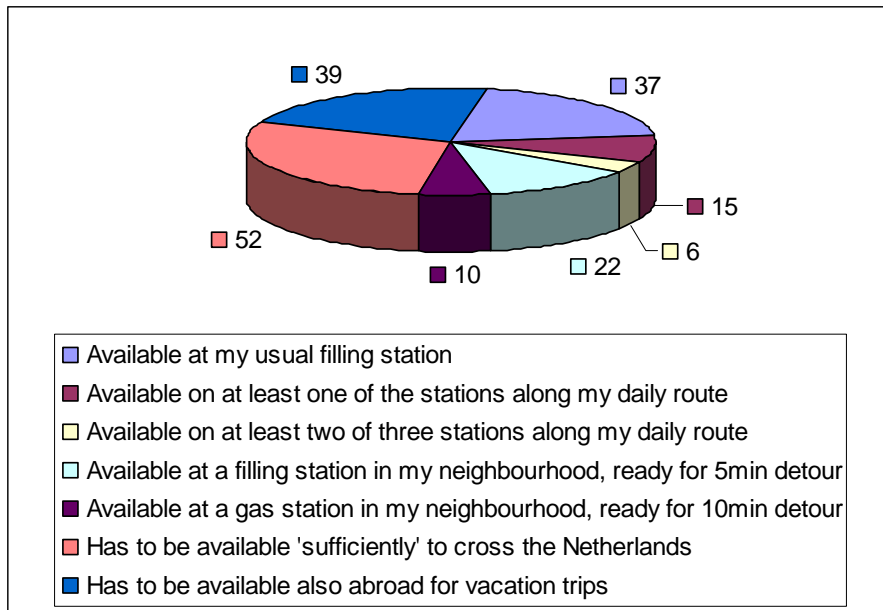 39
37
15
6
22
10
52
Available at my usual filling station
Available on at least one of the stations along my daily route
Available on at least two of three stations along my daily route
Available at a filling station in my neighbourhood, ready for 5min detour
Available at a gas station in my neighbourhood, ready for 10min detour
Has to be available 'sufficiently' to cross the Netherlands
Has to be available also abroad for vacation trips